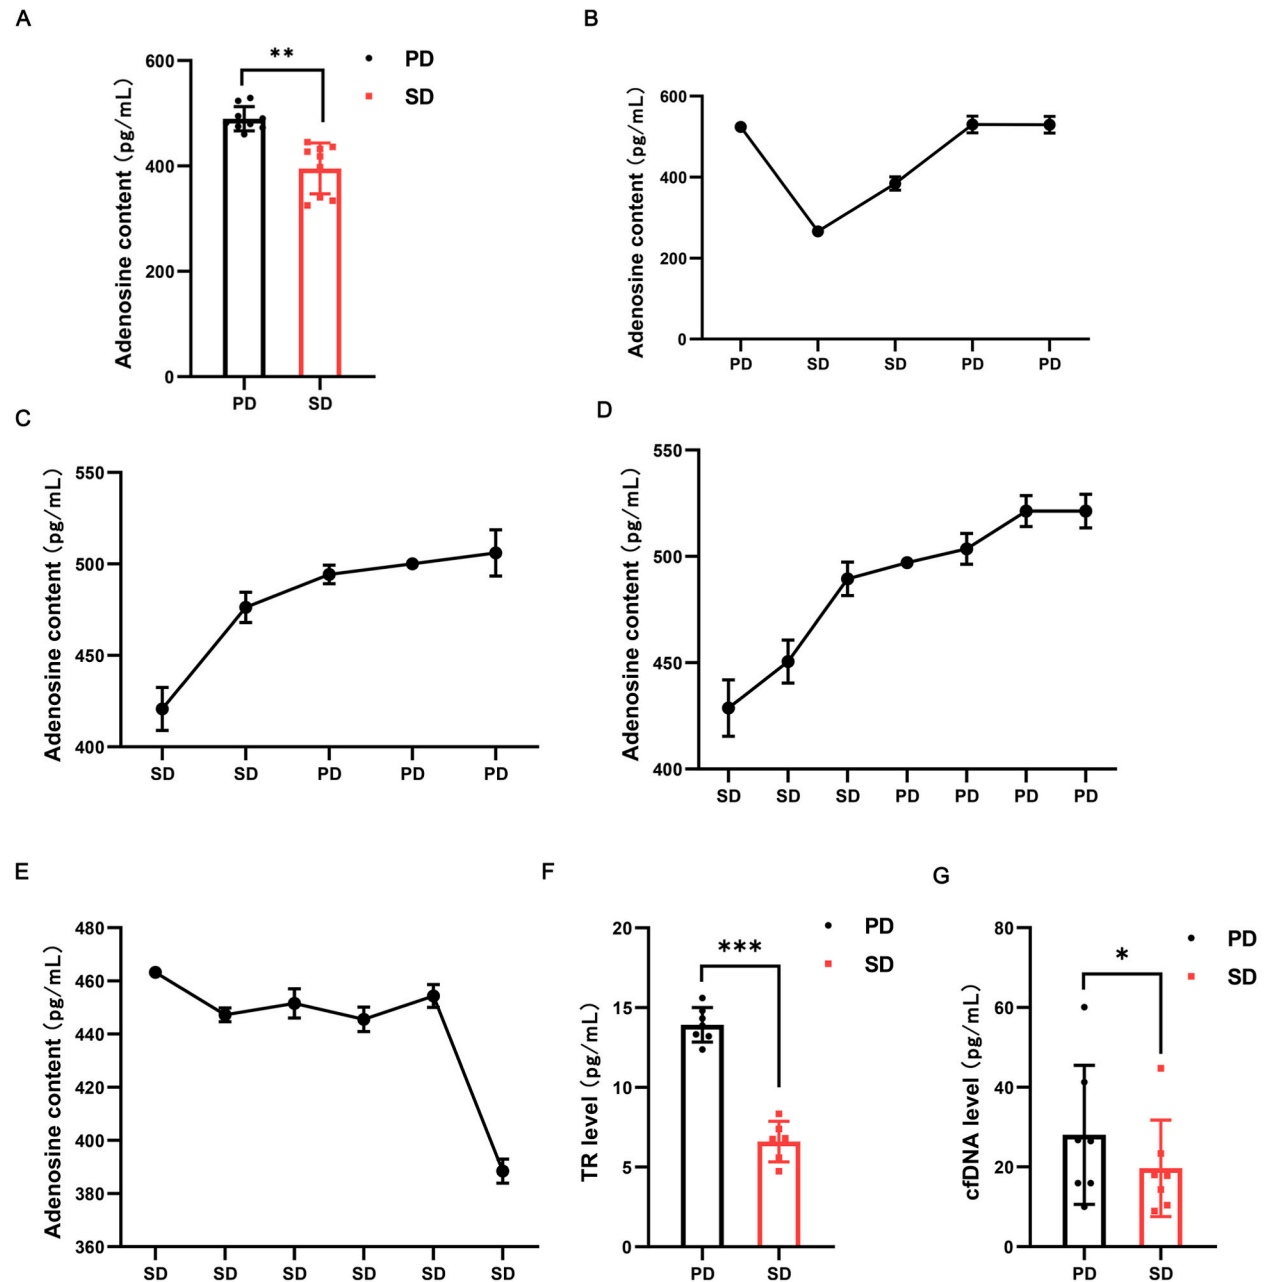 A
Adenosine content (pg/mL)
600
400
200
0
**
PD
SD
PD
SD
B
Adenosine content (pg/mL)
600
400
200
0
PD
SD
SD
PD
PD
C
Adenosine content (pg/mL)
550
500
450
400
SD
SD
PD
PD
PD
D
Adenosine content (pg/mL)
550
500
450
400
SD
SD
SD
PD
PD
PD
PD
E
Adenosine content (pg/mL)
480
460
440
420
400
380
360
SD
SD
SD
SD
SD
SD
F
TR level (pg/mL)
20
15
10
5
0
***
PD
SD
PD
SD
G
cfDNA level (pg/mL)
80
60
40
20
0
*
PD
SD
PD
SD